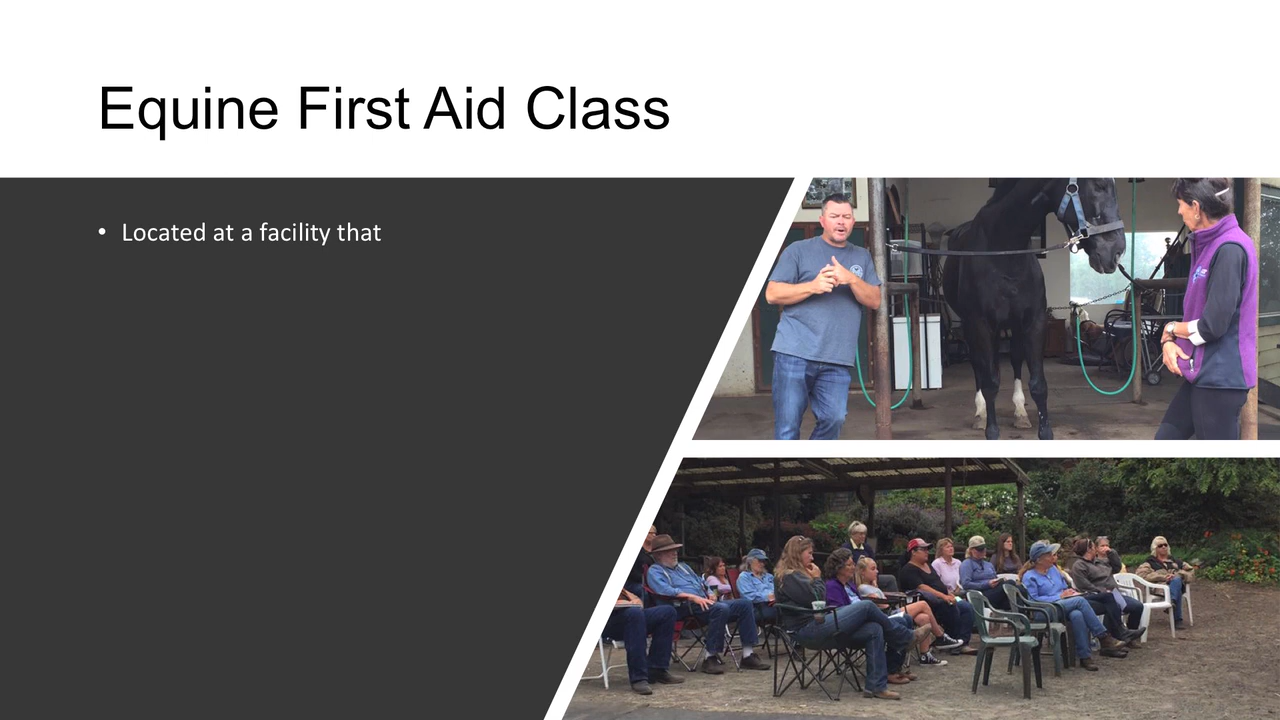 Equine First Aid Class
• Located at a facility that